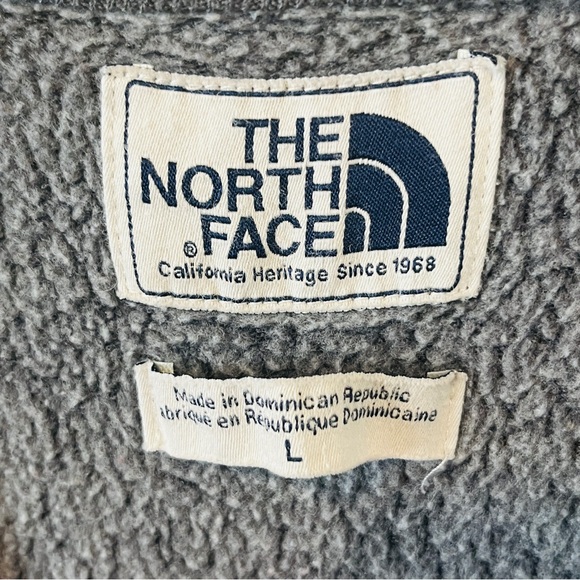 THE
NORTH
® FACE
California Heritage Since 1968
Made in Dominican Republic
abriqué en République Dominicaine
L